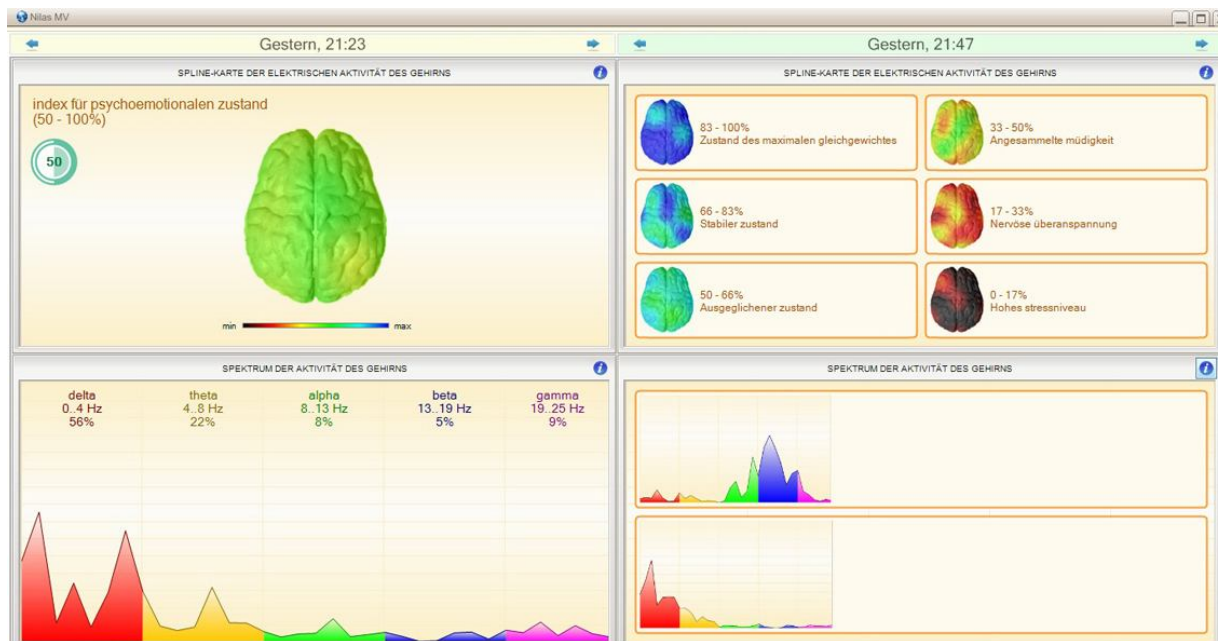 Nilas MV
Gestern, 21:23
Gestern, 21:47
SPLINE-KARTE DER ELEKTRISCHEN AKTIVITÄT DES GEHIRNS
index für psychoemotionalen zustand
(50 - 100%)
50
min
max
SPLINE-KARTE DER ELEKTRISCHEN AKTIVITÄT DES GEHIRNS
83 - 100%
Zustand des maximalen gleichgewichtes
33 - 50%
Angesammelte müdigkeit
66 - 83%
Stabiler zustand
17 - 33%
Nervöse überanspannung
50 - 66%
Ausgeglichener zustand
0 - 17%
Hohes stressniveau
SPEKTRUM DER AKTIVITÄT DES GEHIRNS
delta theta alpha beta gamma
0..4 Hz 4..8 Hz 8..13 Hz 13..19 Hz 19..25 Hz
56% 22% 8% 5% 9%
SPEKTRUM DER AKTIVITÄT DES GEHIRNS